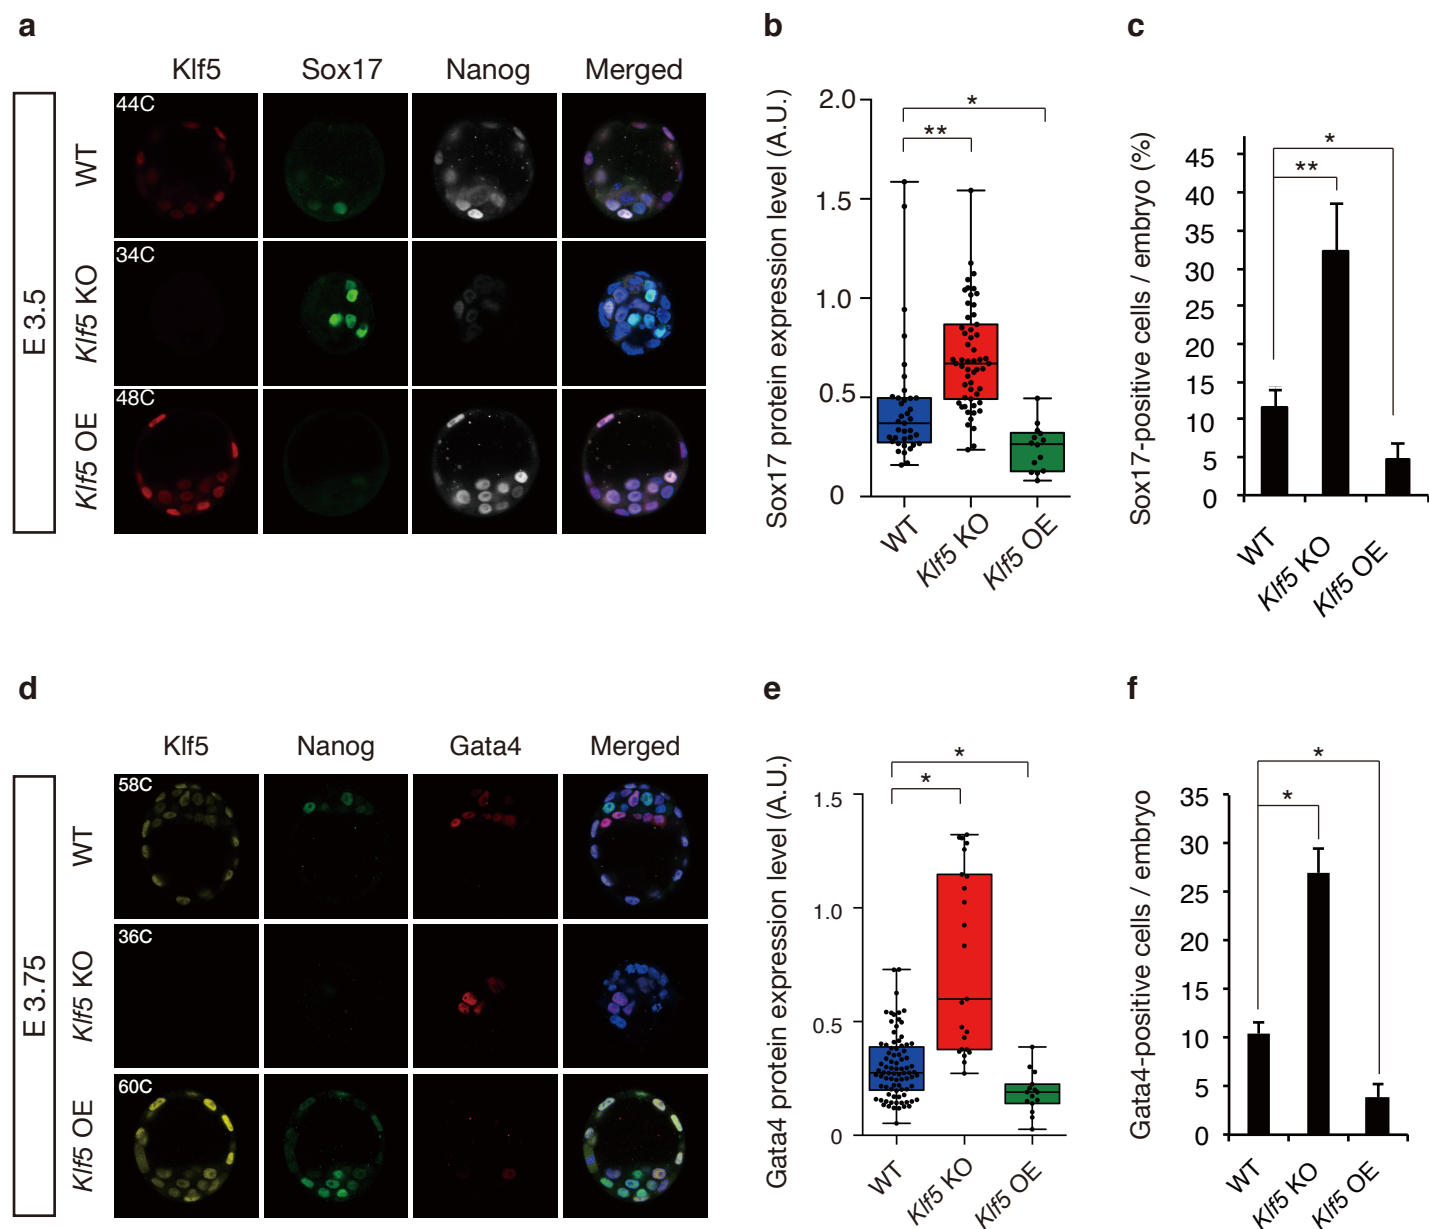 a
Klf5 Sox17 Nanog Merged
E 3.5
WT
44C
Klf5 KO
34C
Klf5 OE
48C
b
Sox17 protein expression level (A.U.)
2.0
1.5
1.0
0.5
0
*
**
WT
Klf5 KO
Klf5 OE
c
Sox17-positive cells / embryo (%)
45
40
35
30
25
20
15
10
5
0
*
**
WT
Klf5 KO
Klf5 OE
d
Klf5 Nanog Gata4 Merged
E 3.75
WT
58C
Klf5 KO
36C
Klf5 OE
60C
e
Gata4 protein expression level (A.U.)
1.5
1.0
0.5
0
*
*
WT
Klf5 KO
Klf5 OE
f
Gata4-positive cells / embryo
35
30
25
20
15
10
5
0
*
*
WT
Klf5 KO
Klf5 OE